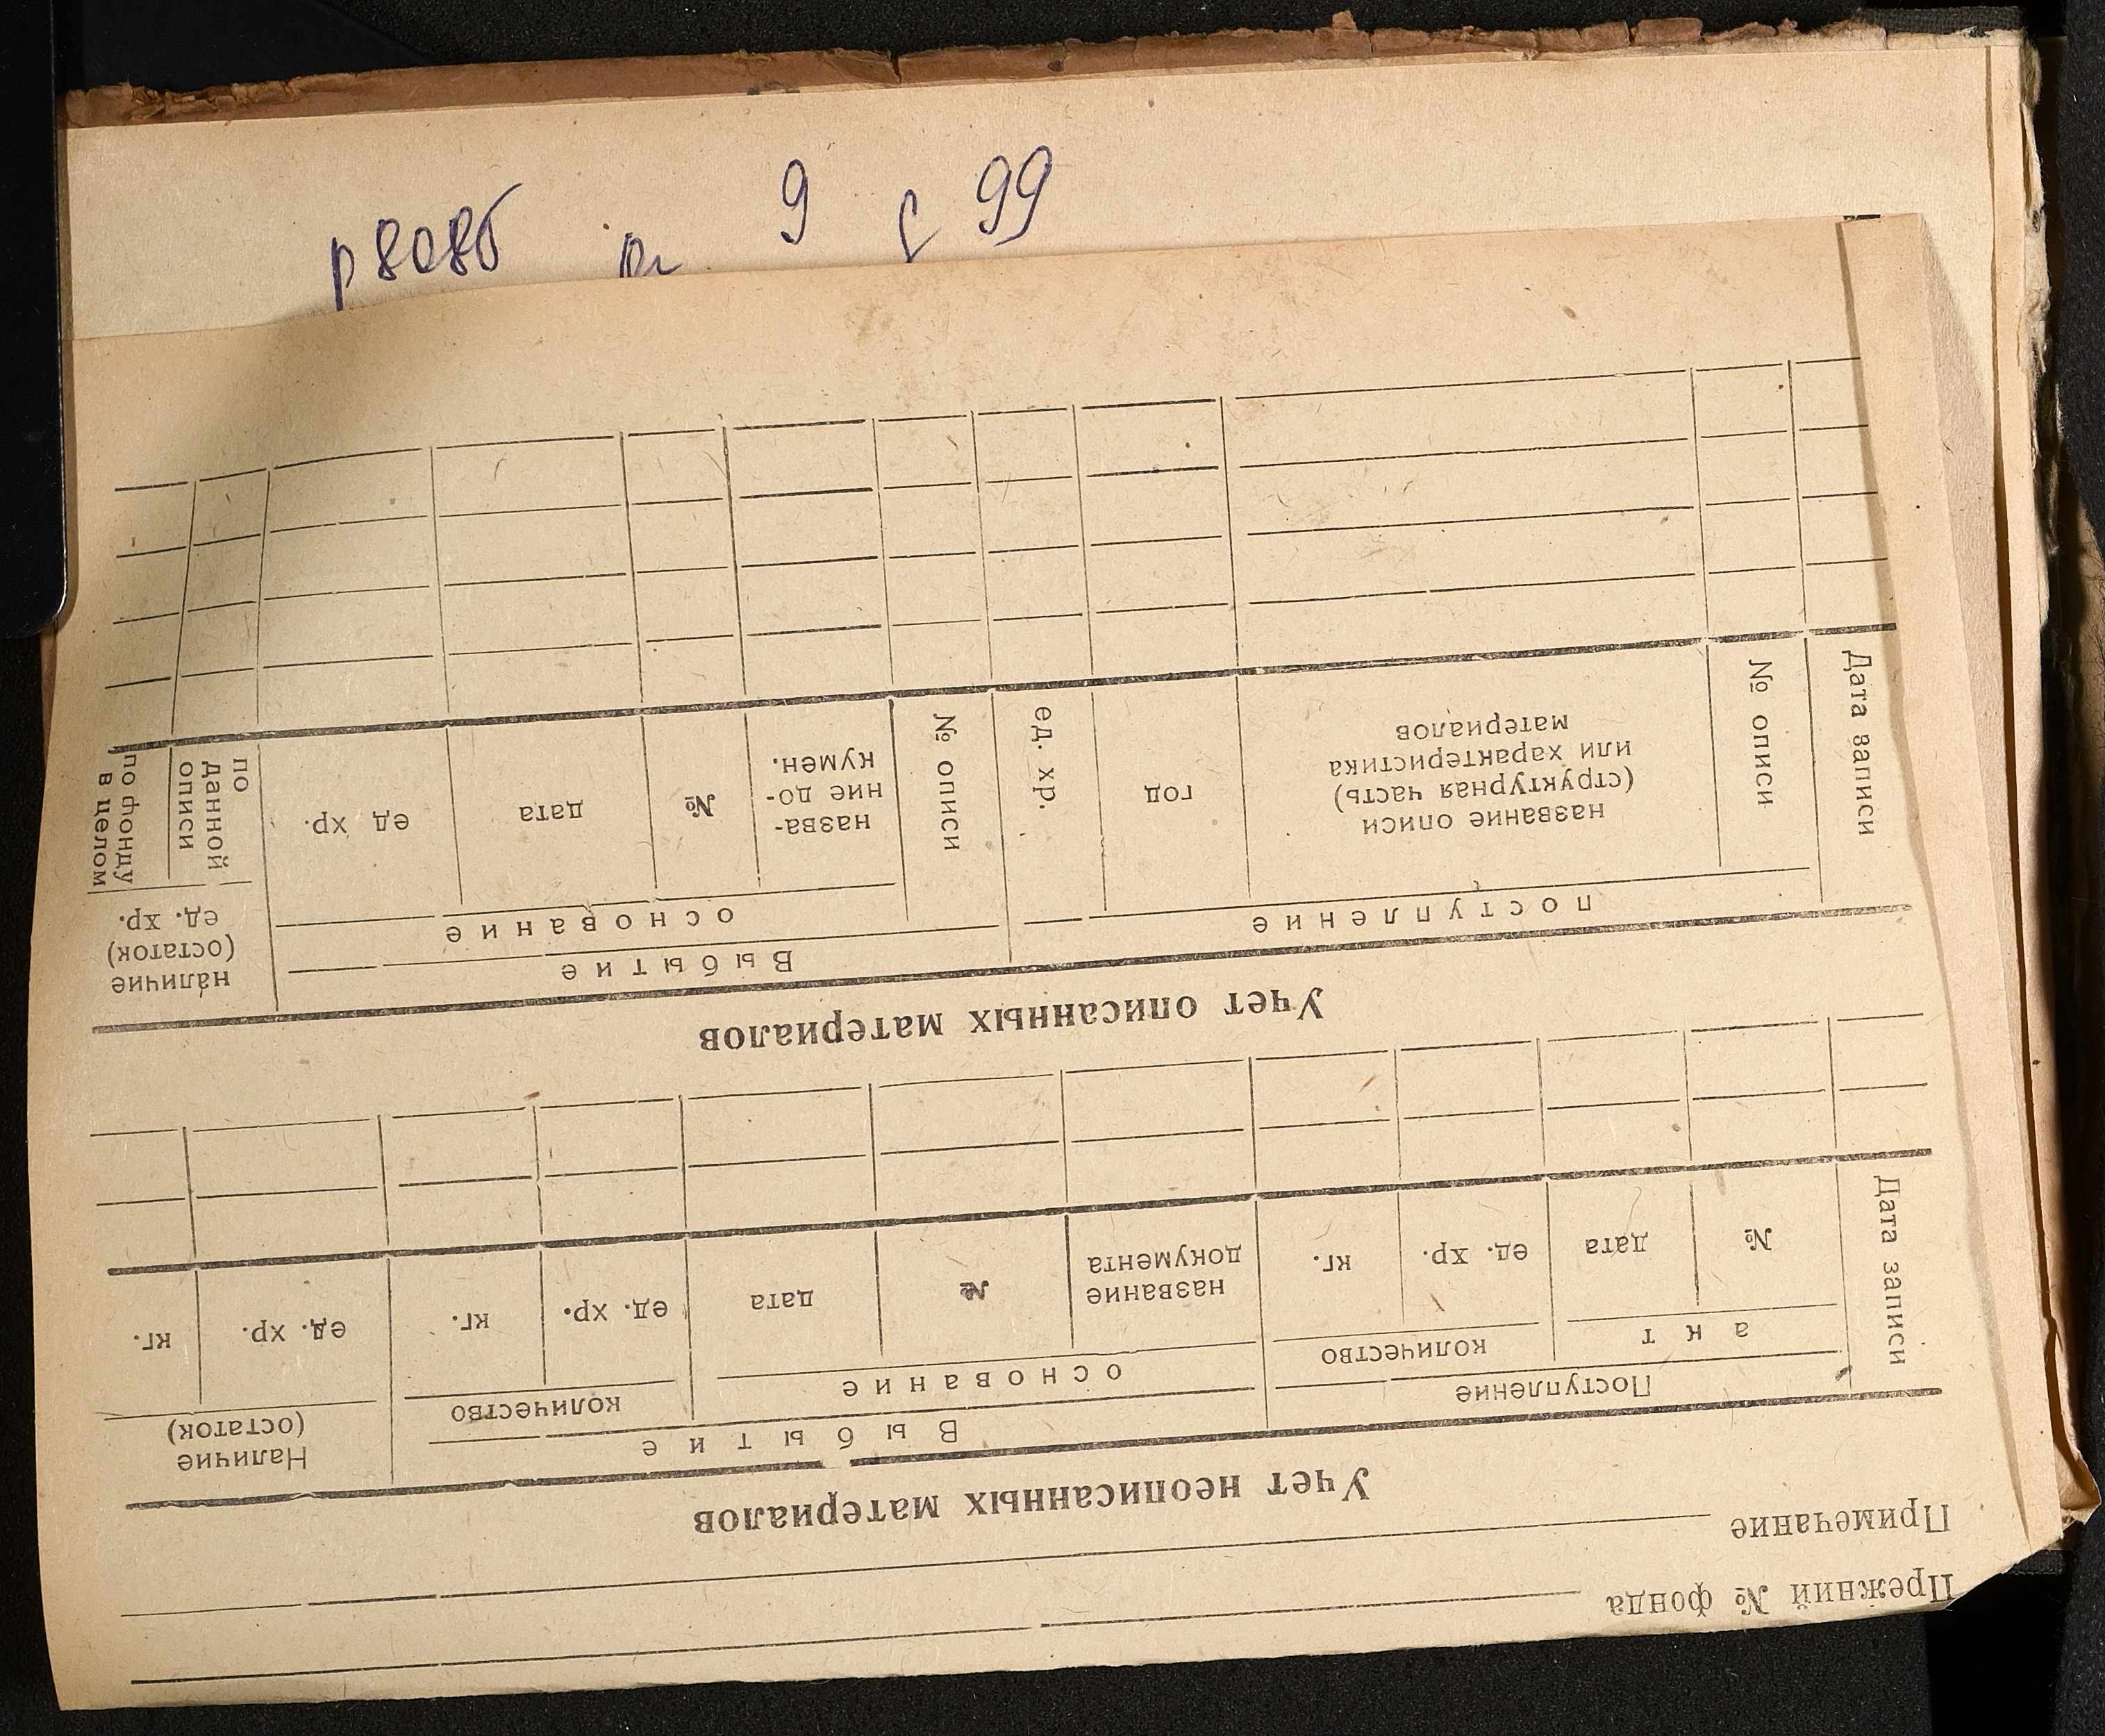 р8086 оп 9 д 99
Прежний № фонда
Примечание
Учет неописанных материалов
Дата записи
Поступление
Выбытие
Наличие (остаток)
акт
количество
основание
количество
№
дата
ед. хр.
кг.
название документа
№
дата
ед. хр.
кг.
ед. хр.
кг.
Учет описанных материалов
Дата записи
поступление
Выбытие
наличие (остаток) ед. хр.
основание
№ описи
название описи (структурная часть) или характеристика материалов
год
ед. хр.
№ описи
назва-
ние до-
кумен.
№
дата
ед хр.
по данной описи
по фонду в целом